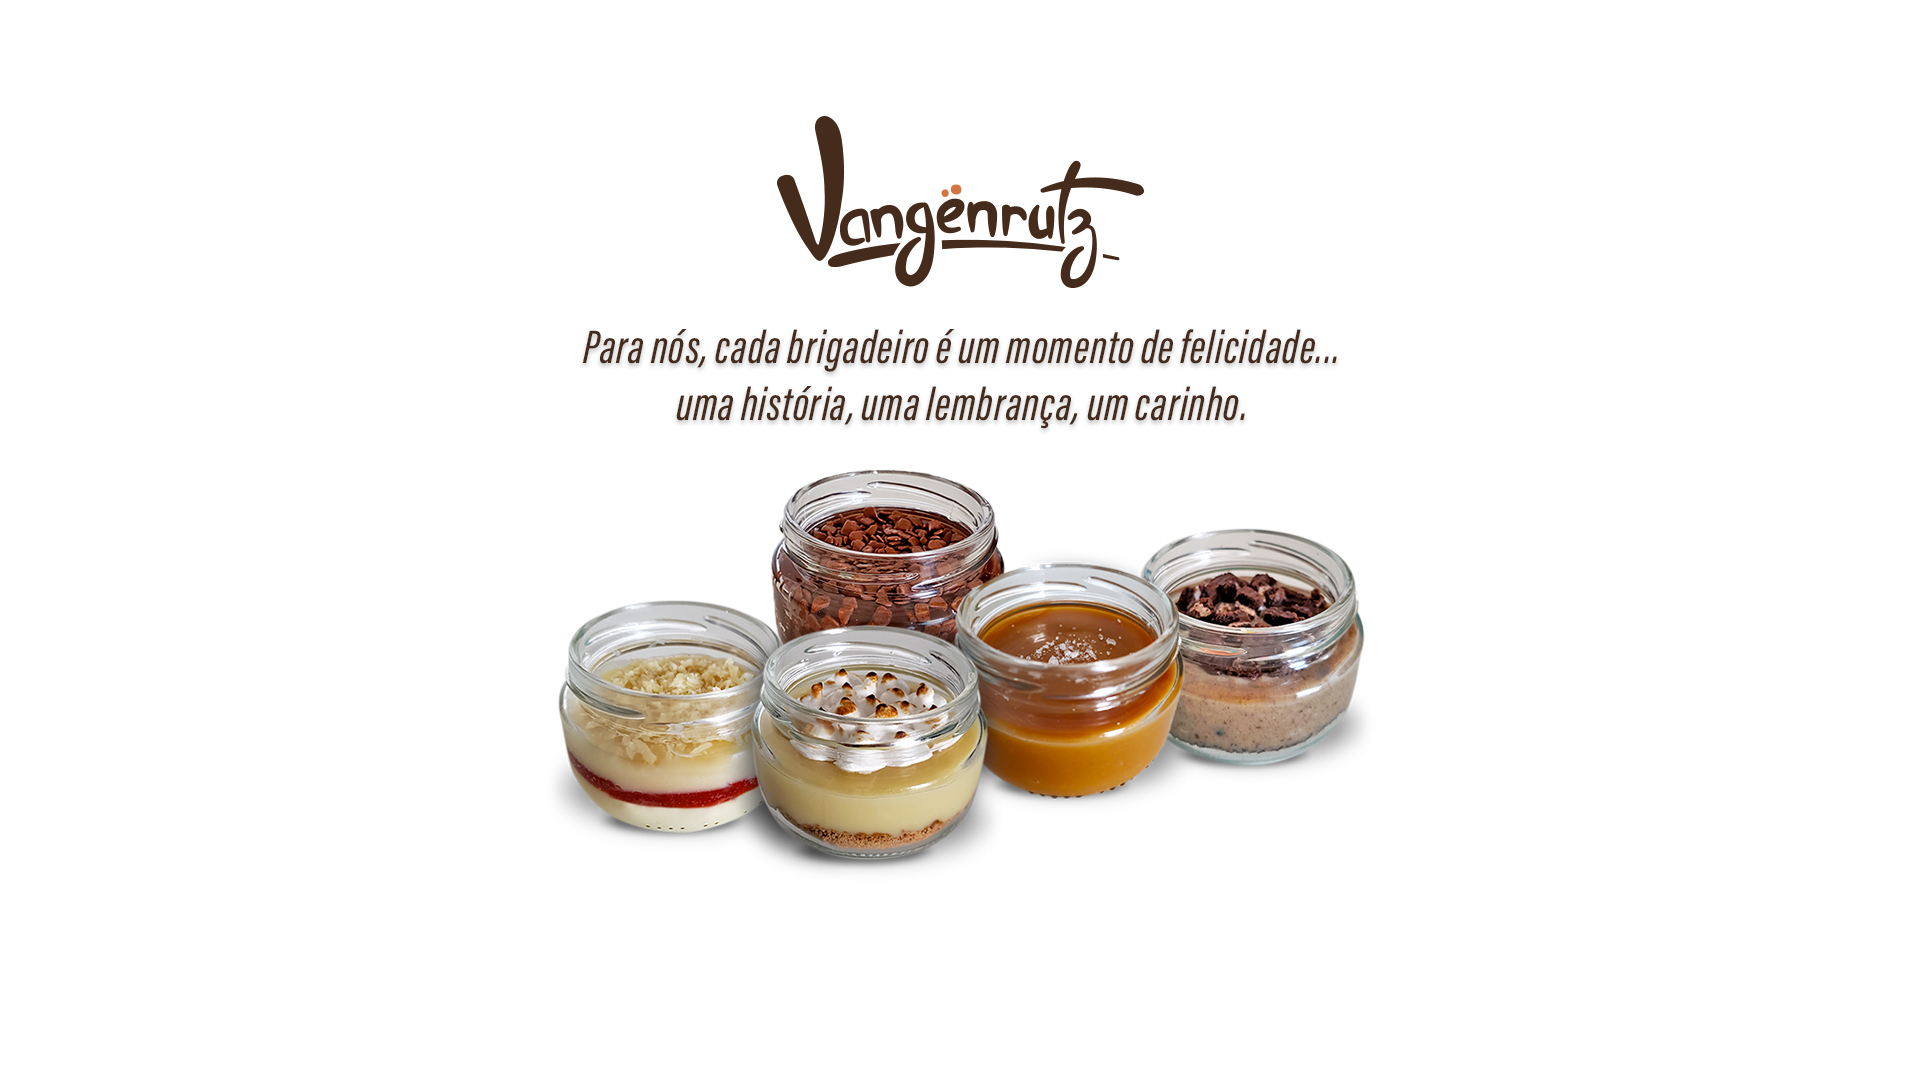 Vangënrutz
Para nós, cada brigadeiro é um momento de felicidade...
uma história, uma lembrança, um carinho.